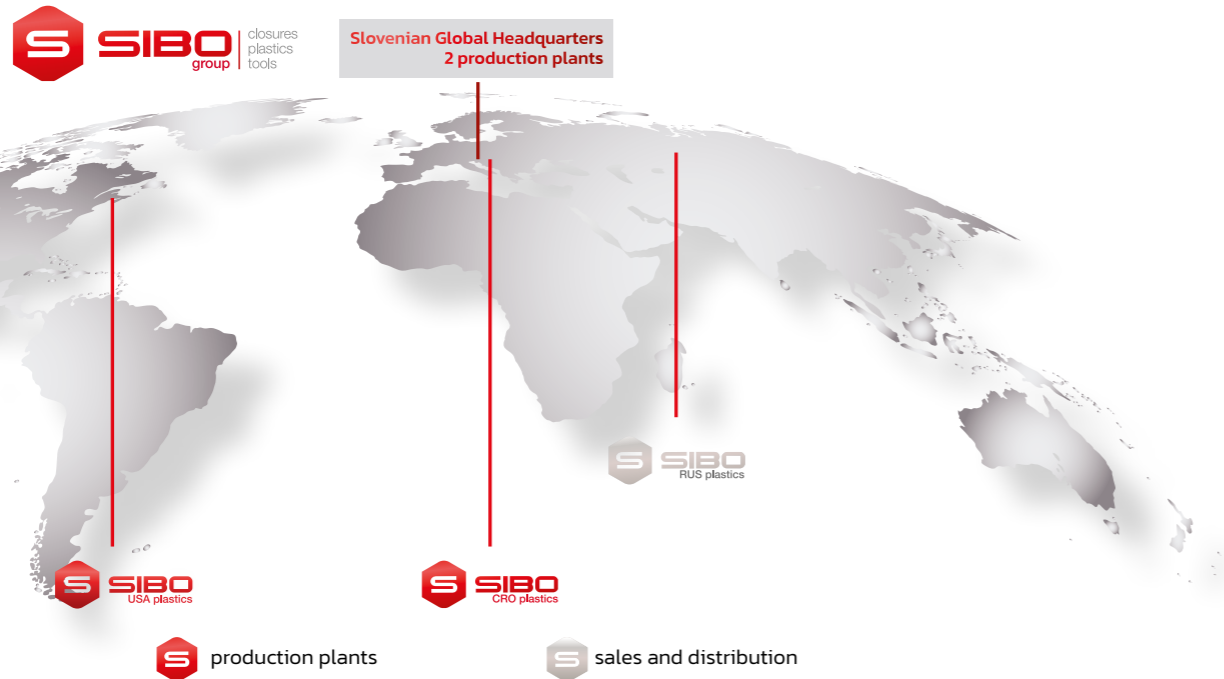 S SIBO
group
closures
plastics
tools
Slovenian Global Headquarters
2 production plants
S SIBO
RUS plastics
S SIBO
USA plastics
S SIBO
CRO plastics
S production plants
S sales and distribution